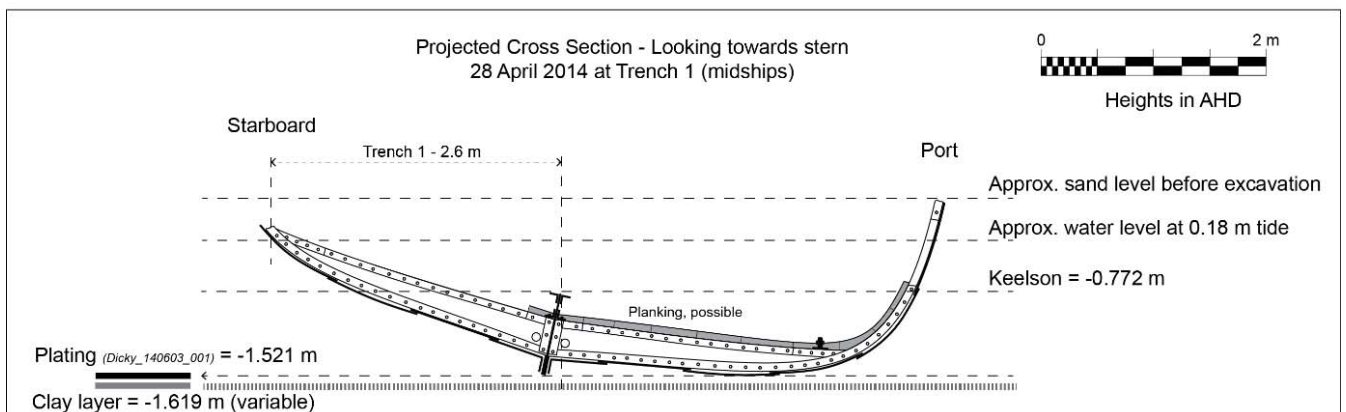 Projected Cross Section - Looking towards stern
28 April 2014 at Trench 1 (midships)
0 2 m
Heights in AHD
Starboard
Trench 1 - 2.6 m
Port
Approx. sand level before excavation
Approx. water level at 0.18 m tide
Keelson = -0.772 m
Planking, possible
Plating (Dicky_140603_001) = -1.521 m
Clay layer = -1.619 m (variable)